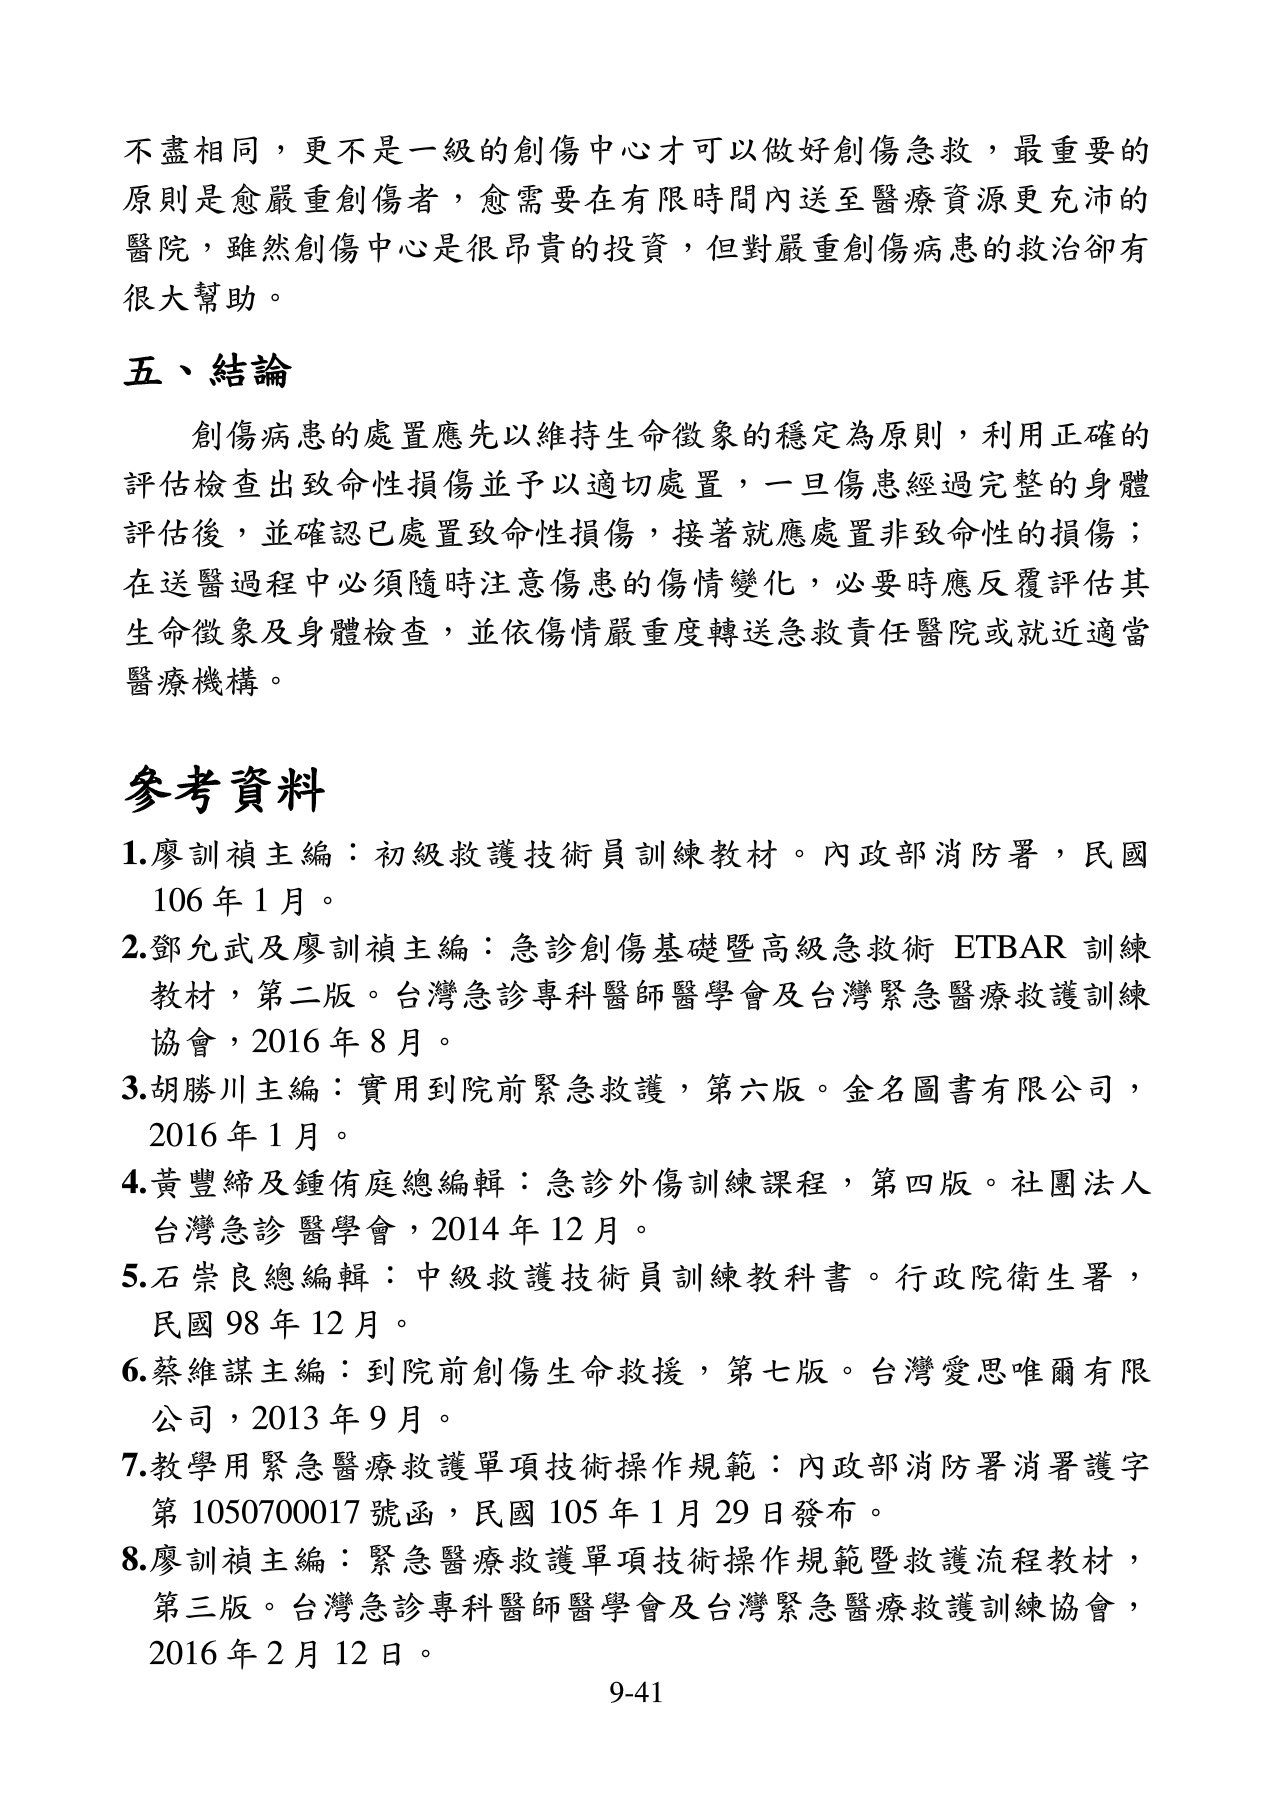 不盡相同，更不是一級的創傷中心才可以做好創傷急救，最重要的
原則是愈嚴重創傷者，愈需要在有限時間內送至醫療資源更充沛的
醫院，雖然創傷中心是很昂貴的投資，但對嚴重創傷病患的救治卻有
很大幫助。
五、結論
創傷病患的處置應先以維持生命徵象的穩定為原則，利用正確的
評估檢查出致命性損傷並予以適切處置，一旦傷患經過完整的身體
評估後，並確認已處置致命性損傷，接著就應處置非致命性的損傷；
在送醫過程中必須隨時注意傷患的傷情變化，必要時應反覆評估其
生命徵象及身體檢查，並依傷情嚴重度轉送急救責任醫院或就近適當
醫療機構。
參考資料
1.廖訓禎主編：初級救護技術員訓練教材。內政部消防署，民國
106 年 1 月。
2.鄧允武及廖訓禎主編：急診創傷基礎暨高級急救術 ETBAR 訓練
教材，第二版。台灣急診專科醫師醫學會及台灣緊急醫療救護訓練
協會，2016 年 8 月。
3.胡勝川主編：實用到院前緊急救護，第六版。金名圖書有限公司，
2016 年 1 月。
4.黃豐締及鍾侑庭總編輯：急診外傷訓練課程，第四版。社團法人
台灣急診 醫學會，2014 年 12 月。
5.石崇良總編輯：中級救護技術員訓練教科書。行政院衛生署，
民國 98 年 12 月。
6.蔡維謀主編：到院前創傷生命救援，第七版。台灣愛思唯爾有限
公司，2013 年 9 月。
7.教學用緊急醫療救護單項技術操作規範：內政部消防署消署護字
第 1050700017 號函，民國 105 年 1 月 29 日發布。
8.廖訓禎主編：緊急醫療救護單項技術操作規範暨救護流程教材，
第三版。台灣急診專科醫師醫學會及台灣緊急醫療救護訓練協會，
2016 年 2 月 12 日。
9-41